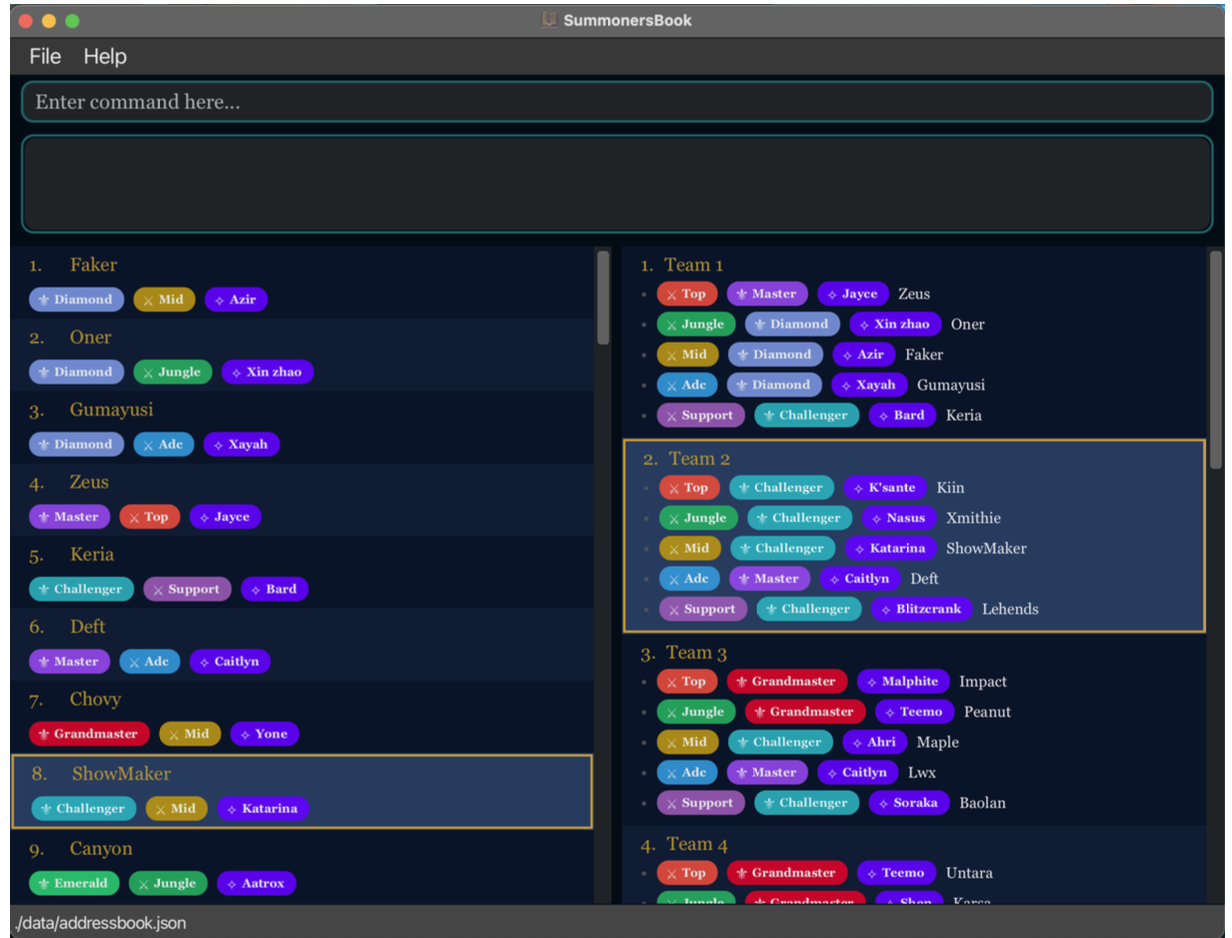 SummonersBook
File Help
Enter command here...
1. Faker
Diamond Mid Azir
2. Oner
Diamond Jungle Xin zhao
3. Gumayusi
Diamond Adc Xayah
4. Zeus
Master Top Jayce
5. Keria
Challenger Support Bard
6. Deft
Master Adc Caitlyn
7. Chovy
Grandmaster Mid Yone
8. ShowMaker
Challenger Mid Katarina
9. Canyon
Emerald Jungle Aatrox
1. Team 1
Top Master Jayce Zeus
Jungle Diamond Xin zhao Oner
Mid Diamond Azir Faker
Adc Diamond Xayah Gumayusi
Support Challenger Bard Keria
2. Team 2
Top Challenger K'sante Kiin
Jungle Challenger Nasus Xmithie
Mid Challenger Katarina ShowMaker
Adc Master Caitlyn Deft
Support Challenger Blitzcrank Lehends
3. Team 3
Top Grandmaster Malphite Impact
Jungle Grandmaster Teemo Peanut
Mid Challenger Ahri Maple
Adc Master Caitlyn Lwx
Support Challenger Soraka Baolan
4. Team 4
Top Grandmaster Teemo Untara
Jungle Grandmaster Shen Karsa
./data/addressbook.json